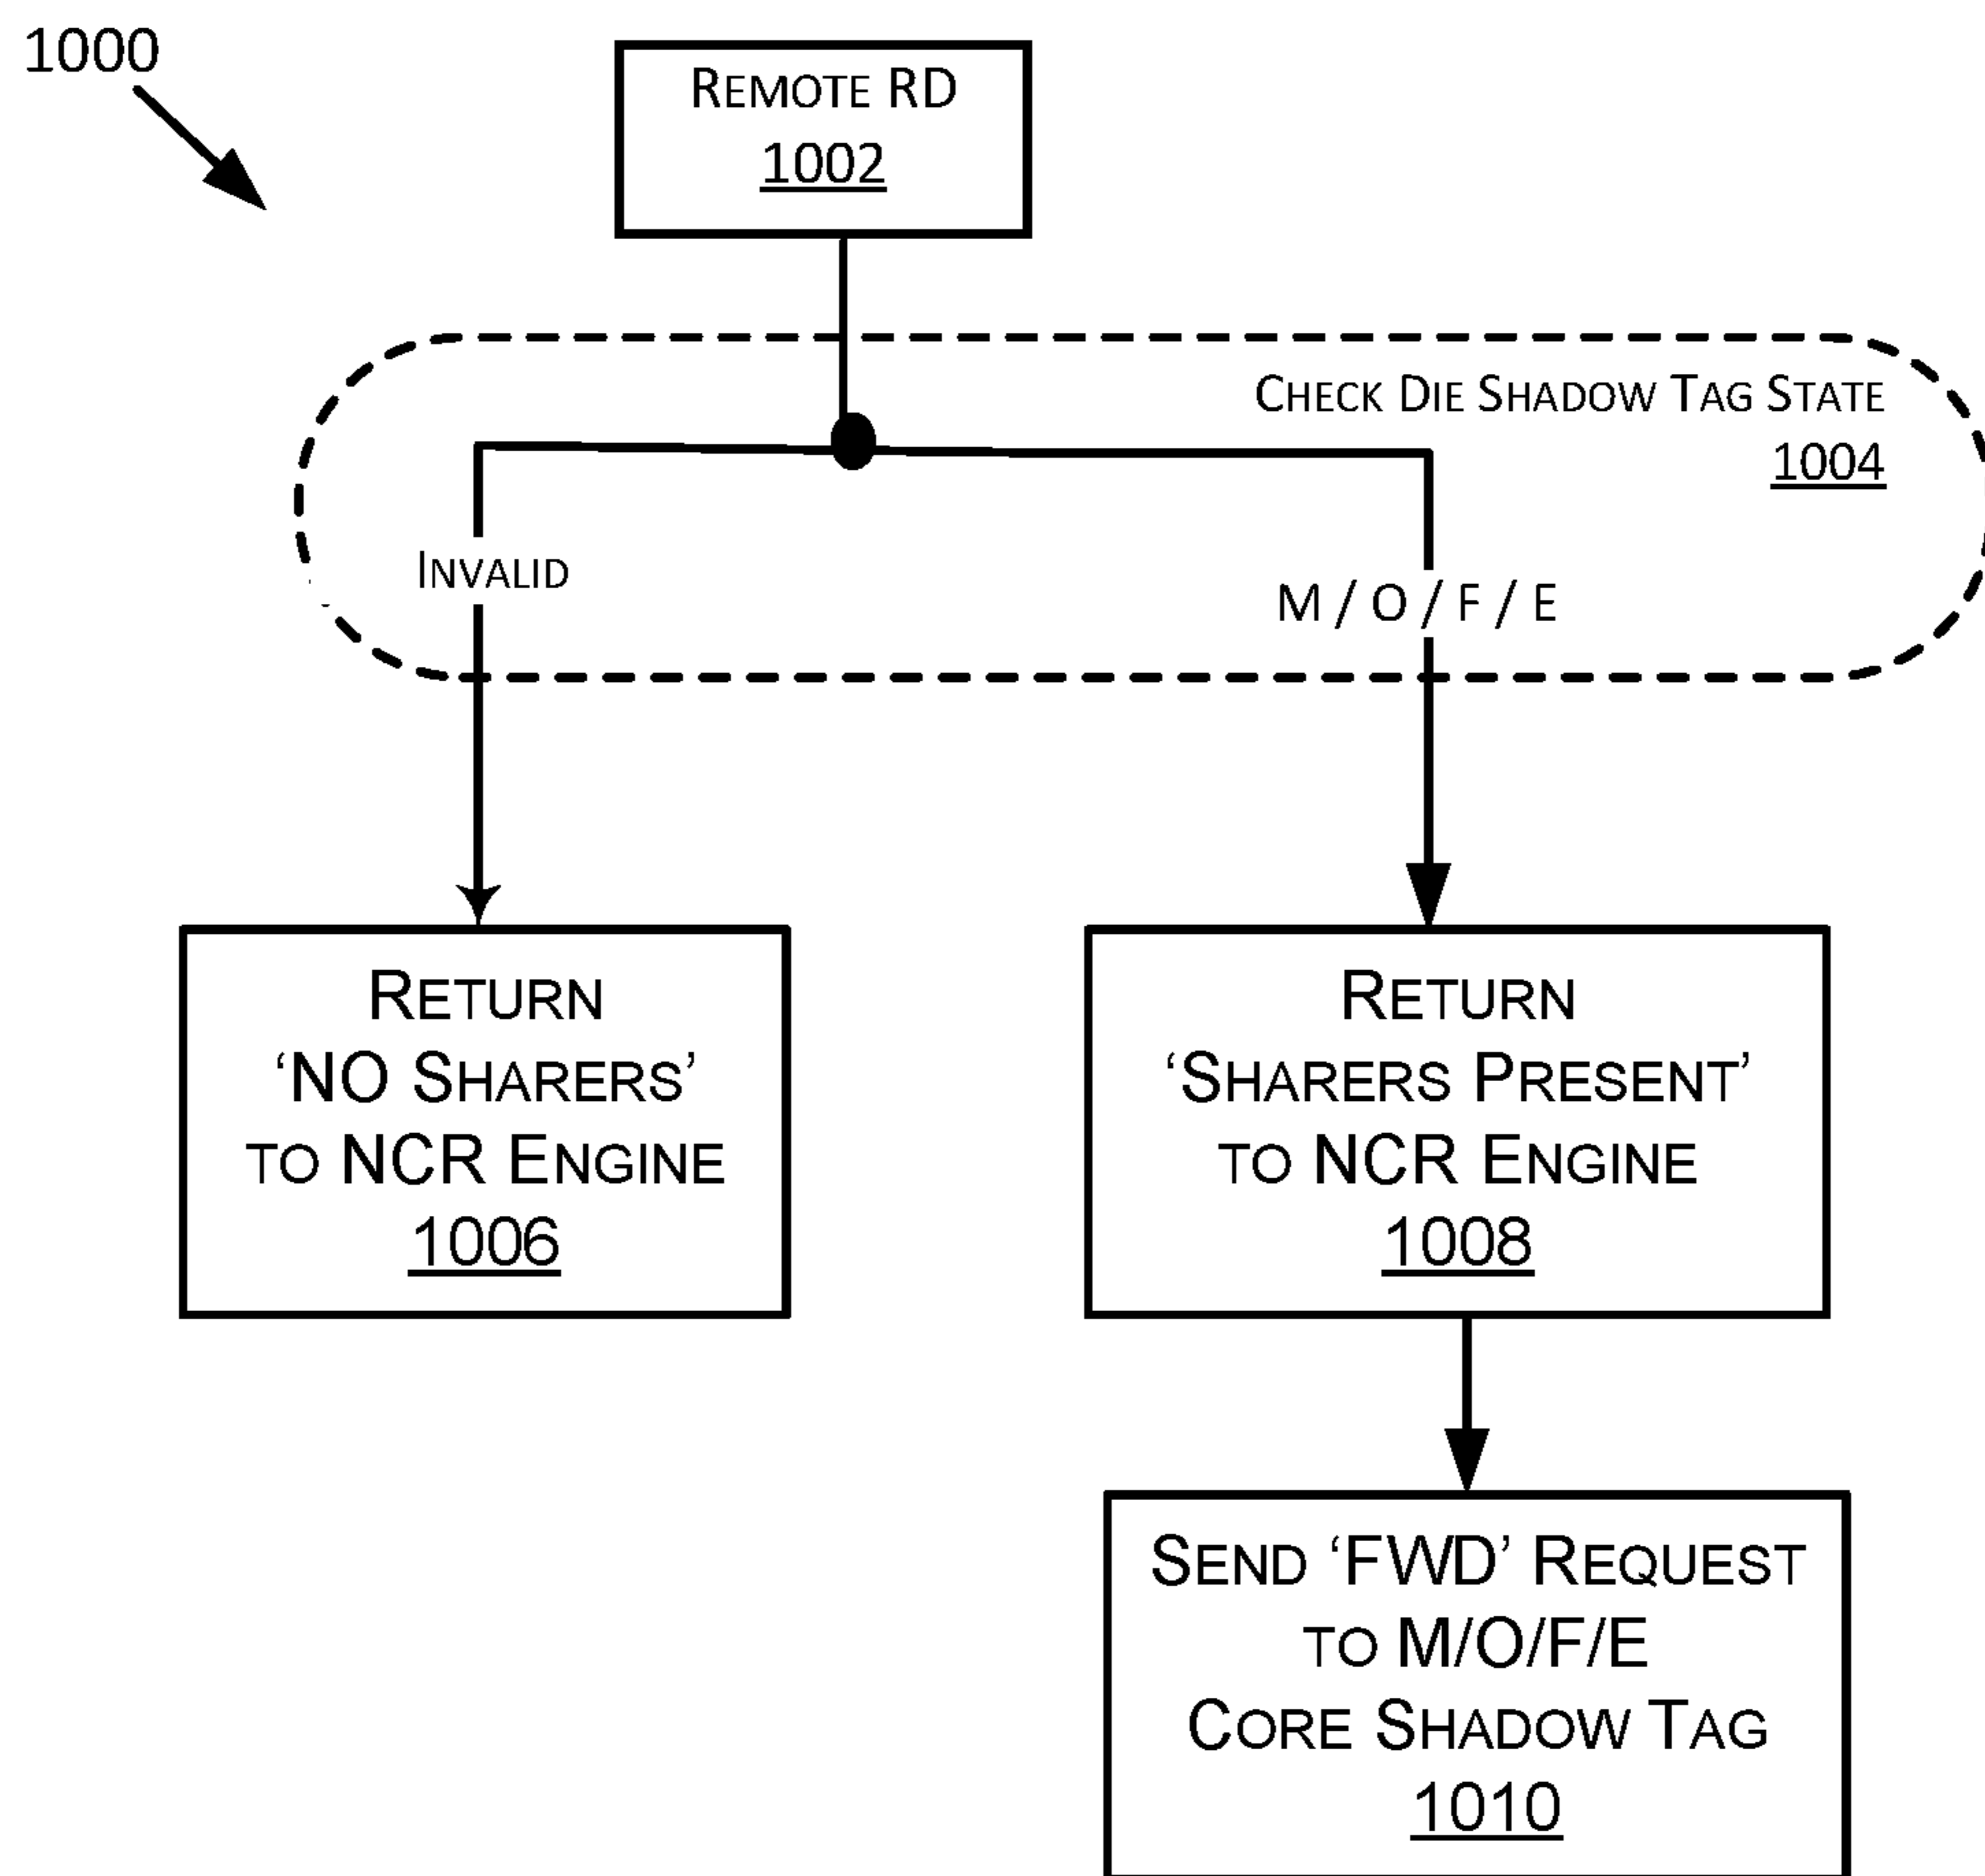 1000
REMOTE RD
1002
CHECK DIE SHADOW TAG STATE
1004
INVALID
M / O / F / E
RETURN
‘NO SHARERS’
TO NCR ENGINE
1006
RETURN
‘SHARERS PRESENT’
TO NCR ENGINE
1008
SEND ‘FWD’ REQUEST
TO M/O/F/E
CORE SHADOW TAG
1010